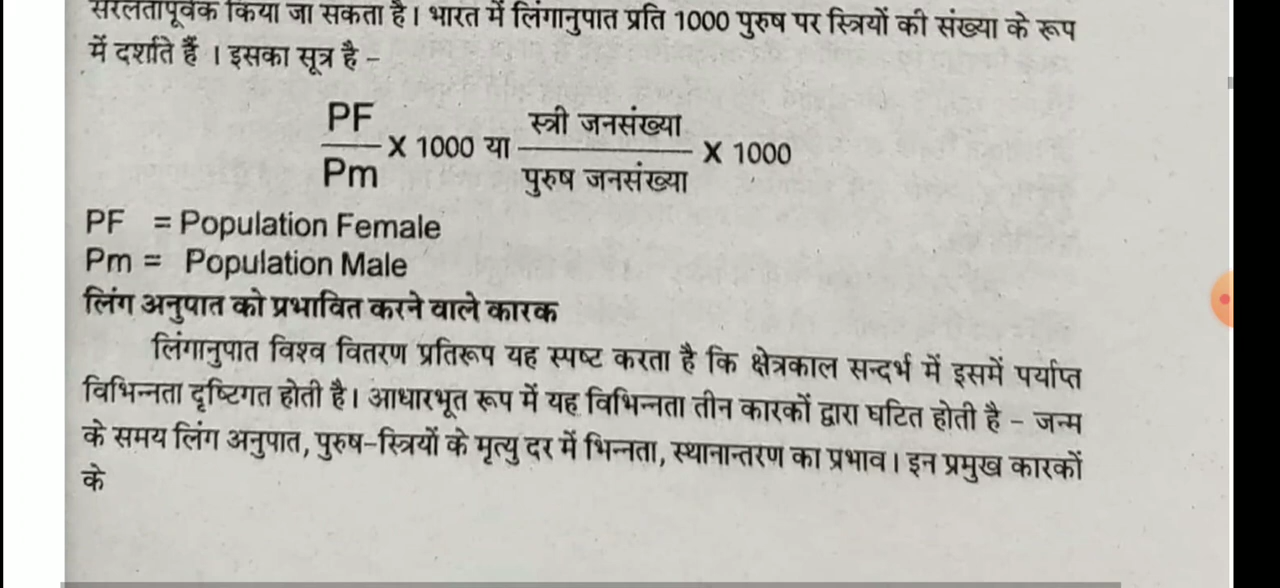 सरलतापूर्वक किया जा सकता है। भारत में लिंगानुपात प्रति 1000 पुरुष पर स्त्रियों की संख्या के रूप
में दर्शाते हैं । इसका सूत्र है –
PF
Pm
X 1000 या
स्त्री जनसंख्या
पुरुष जनसंख्या
X 1000
PF = Population Female
Pm = Population Male
लिंग अनुपात को प्रभावित करने वाले कारक
लिंगानुपात विश्व वितरण प्रतिरूप यह स्पष्ट करता है कि क्षेत्रकाल सन्दर्भ में इसमें पर्याप्त
विभिन्नता दृष्टिगत होती है। आधारभूत रूप में यह विभिन्नता तीन कारकों द्वारा घटित होती है – जन्म
के समय लिंग अनुपात, पुरुष–स्त्रियों के मृत्यु दर में भिन्नता, स्थानान्तरण का प्रभाव। इन प्रमुख कारकों
के